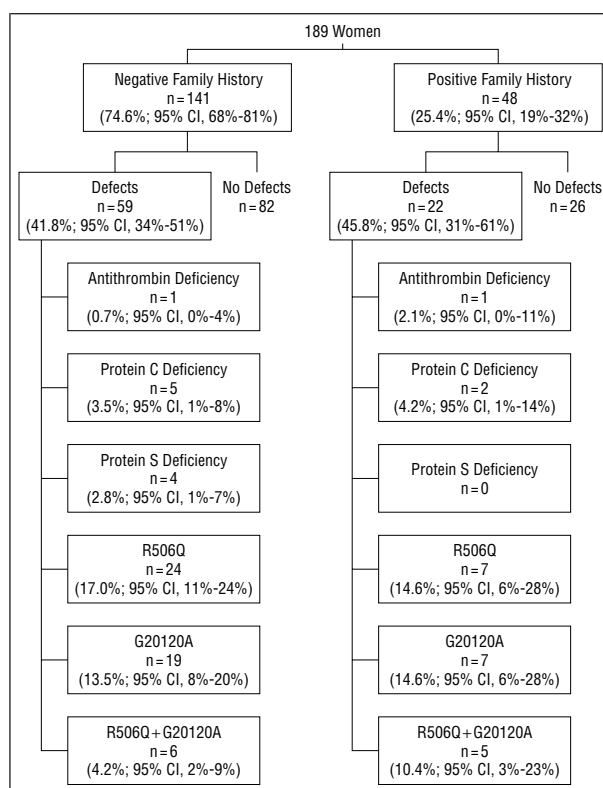 189 Women
Negative Family History
n=141
(74.6%; 95% CI, 68%-81%)
Positive Family History
n=48
(25.4%; 95% CI, 19%-32%)
Defects
n=59
(41.8%; 95% CI, 34%-51%)
No Defects
n=82
Defects
n=22
(45.8%; 95% CI, 31%-61%)
No Defects
n=26
Antithrombin Deficiency
n=1
(0.7%; 95% CI, 0%-4%)
Protein C Deficiency
n=5
(3.5%; 95% CI, 1%-8%)
Protein S Deficiency
n=4
(2.8%; 95% CI, 1%-7%)
R506Q
n=24
(17.0%; 95% CI, 11%-24%)
G20120A
n=19
(13.5%; 95% CI, 8%-20%)
R506Q+G20120A
n=6
(4.2%; 95% CI, 2%-9%)
Antithrombin Deficiency
n=1
(2.1%; 95% CI, 0%-11%)
Protein C Deficiency
n=2
(4.2%; 95% CI, 1%-14%)
Protein S Deficiency
n=0
R506Q
n=7
(14.6%; 95% CI, 6%-28%)
G20120A
n=7
(14.6%; 95% CI, 6%-28%)
R506Q+G20120A
n=5
(10.4%; 95% CI, 3%-23%)